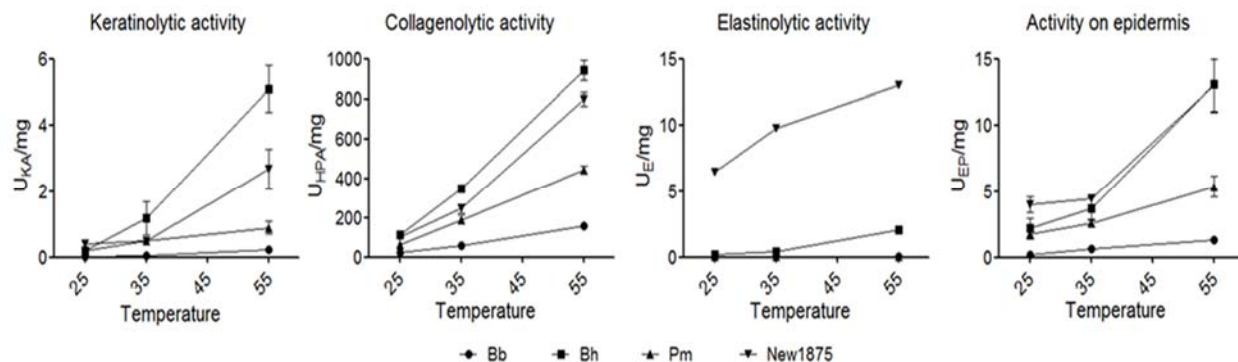 Keratinolytic activity
U_KA/mg
6
4
2
0
25 35 45 55
Temperature
Collagenolytic activity
U_HPA/mg
1000
800
600
400
200
0
25 35 45 55
Temperature
Elastinolytic activity
U_E/mg
15
10
5
0
25 35 45 55
Temperature
Activity on epidermis
U_EP/mg
15
10
5
0
25 35 45 55
Temperature
Bb Bh Pm New1875